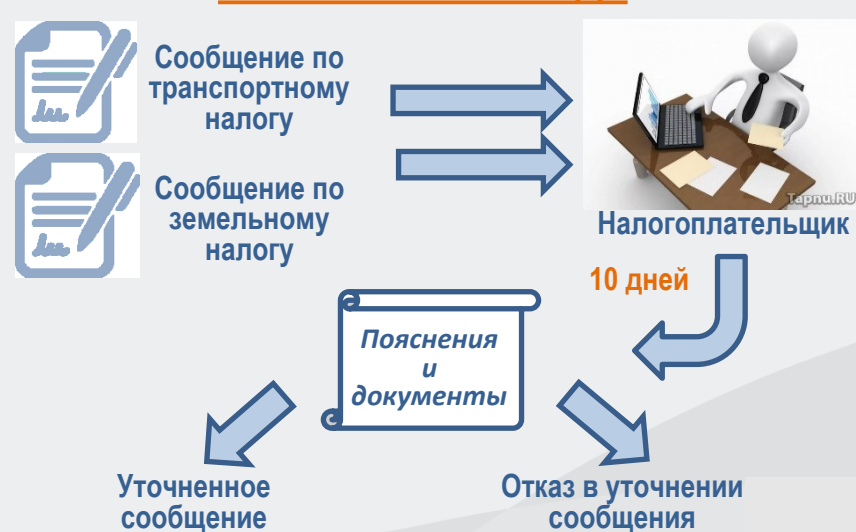 Сообщение по
транспортному
налогу
Сообщение по
земельному
налогу
Tapnu.RU
Налогоплательщик
10 дней
Пояснения
и
документы
Уточненное
сообщение
Отказ в уточнении
сообщения